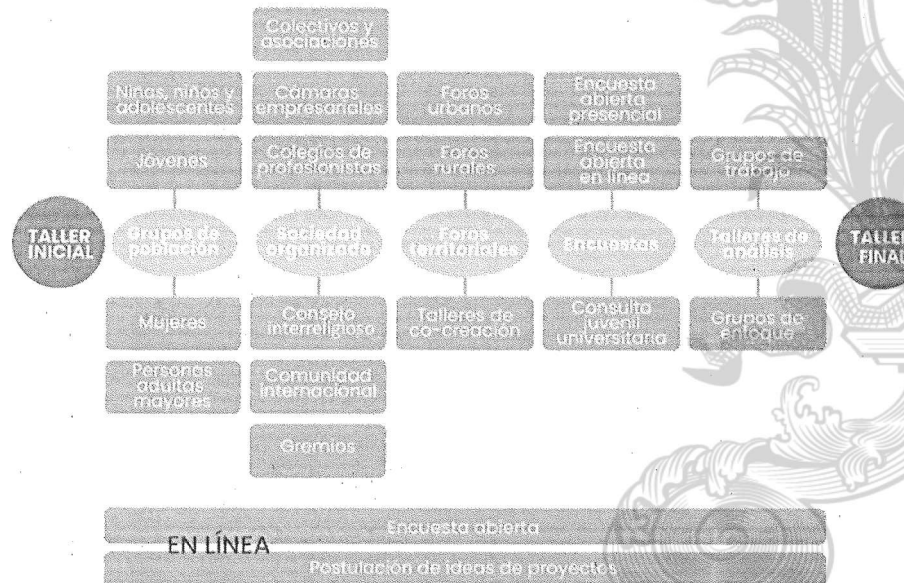 Colectivos y
asociaciones
Niñas, niños y
adolescentes
Cámaras
empresariales
Foros
urbanos
Encuesta
abierta
presencial
Jóvenes
Colegios de
profesionistas
Foros
rurales
Encuesta
abierta
en línea
Grupos de
trabajo
TALLER
INICIAL
Grupos de
población
Sociedad
organizada
Foros
territoriales
Encuestas
Talleres de
análisis
TALLER
FINAL
Mujeres
Consejo
interreligioso
Talleres de
co-creación
Consulta
juvenil
universitaria
Grupos de
enfoque
Personas
adultas
mayores
Comunidad
internacional
Gremios
Encuesta abierta
EN LÍNEA
Postulación de ideas de proyectos